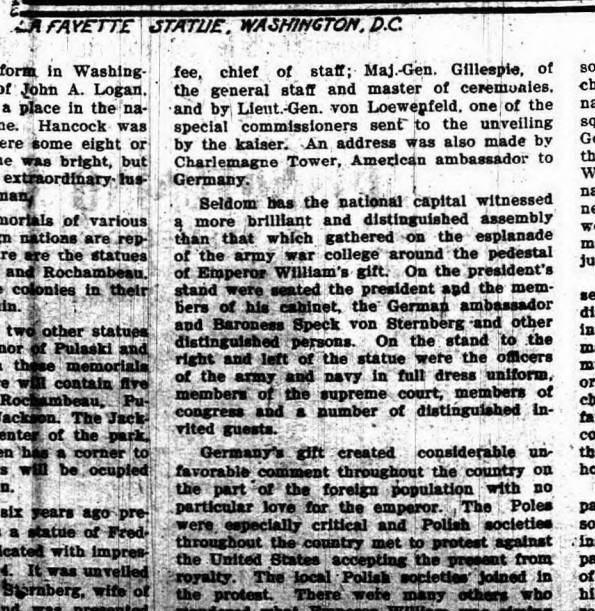 LA FAYETTE STATUE, WASHINGTON, D.C.
form in Washing-
of John A. Logan,
a place in the na-
Hancock was
ere some eight or
was bright, but
extraordinary lus-
morials of various
gn nations are rep-
are the statues
and Rochambeau,
colonies in their
two other statues
nor of Pulaski and
these memorials
will contain five
Rochambeau, Pu-
Jackson. The Jack-
enter of the park,
has a corner to
will be ocupied
six years ago pre-
a statue of Fred-
icated with impres-
4. It was unveiled
Sternberg, wife of
fee, chief of staff; Maj.-Gen. Gillespie, of
the general staff and master of ceremonies,
and by Lieut.-Gen. von Loewenfeld, one of the
special commissioners sent to the unveiling
by the kaiser. An address was also made by
Charlemagne Tower, American ambassador to
Germany.
Seldom has the national capital witnessed
a more brilliant and distinguished assembly
than that which gathered on the esplanade
of the army war college around the pedestal
of Emperor William's gift. On the president's
stand were seated the president and the mem-
bers of his cabinet, the German ambassador
and Baroness Speck von Sternberg and other
distinguished persons. On the stand to the
right and left of the statue were the officers
of the army and navy in full dress uniform,
members of the supreme court, members of
congress and a number of distinguished in-
vited guests.
Germany's gift created considerable un-
favorable comment throughout the country on
the part of the foreign population with no
particular love for the emperor. The Poles
were especially critical and Polish societies
throughout the country met to protest against
the United States accepting the present from
royalty. The local Polish societies joined in
the protest. There were many others who